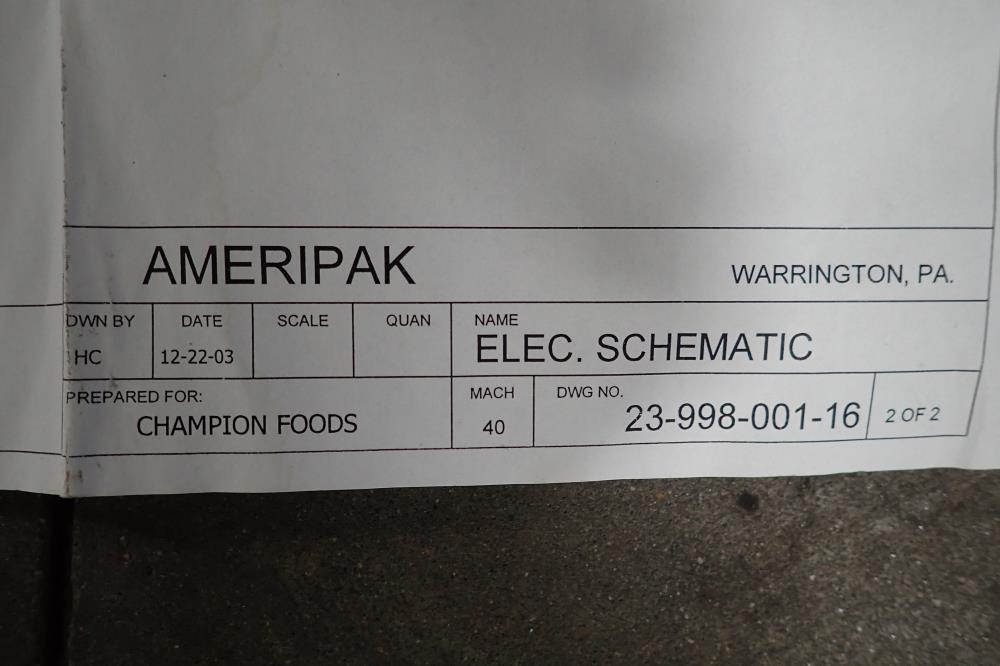 AMERIPAK WARRINGTON, PA.
DWN BY DATE SCALE QUAN NAME
HC 12-22-03 ELEC. SCHEMATIC
PREPARED FOR: MACH DWG NO.
CHAMPION FOODS 40 23-998-001-16 2 OF 2